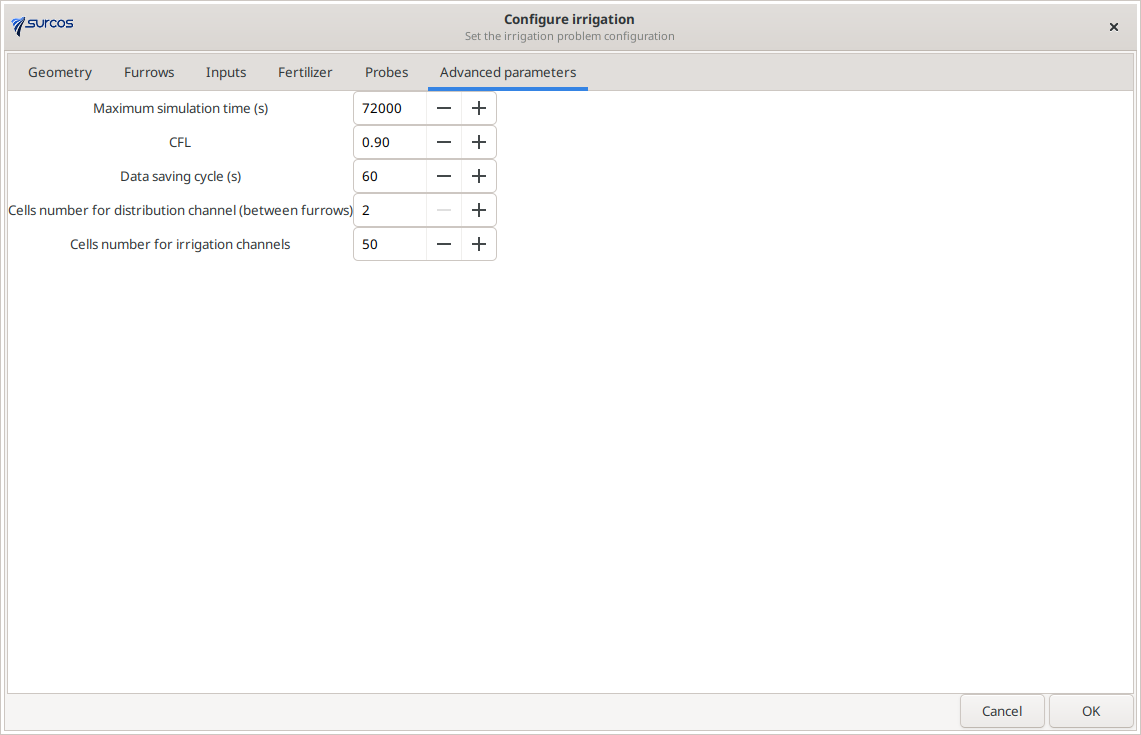 surcos
Configure irrigation
Set the irrigation problem configuration
Geometry Furrows Inputs Fertilizer Probes Advanced parameters
Maximum simulation time (s) 72000
CFL 0.90
Data saving cycle (s) 60
Cells number for distribution channel (between furrows) 2
Cells number for irrigation channels 50
Cancel OK